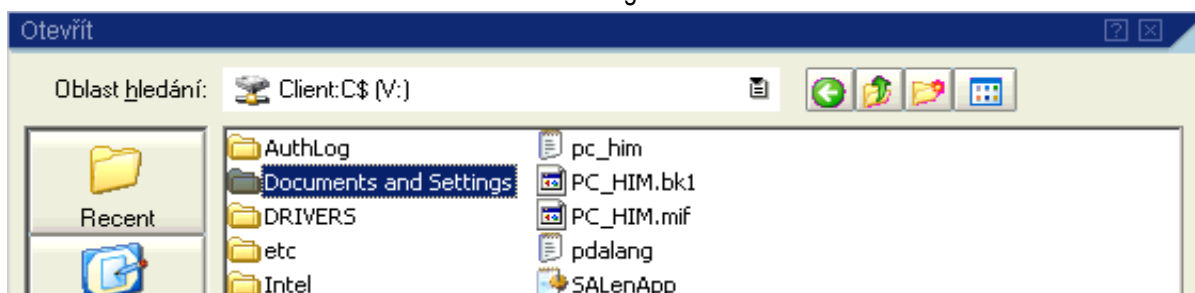 Otevřít
Oblast hledání: Client:C$ (V:)
Recent
AuthLog
Documents and Settings
DRIVERS
etc
Intel
pc_him
PC_HIM.bk1
PC_HIM.mif
pdalang
SALenApp